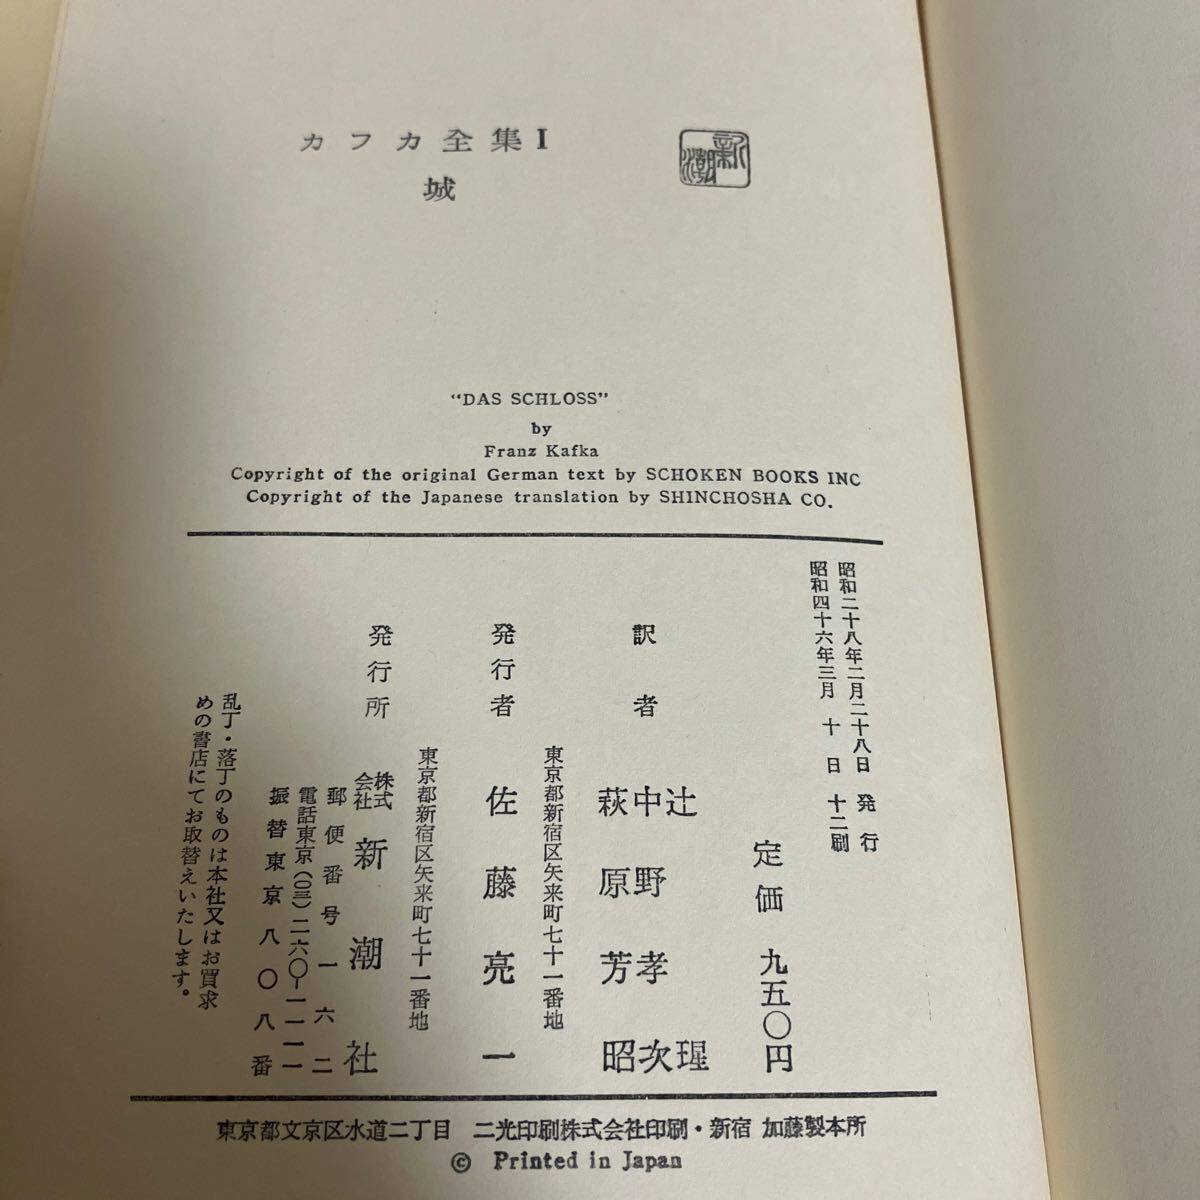 カフカ全集I
城
新潮
“DAS SCHLOSS”
by
Franz Kafka
Copyright of the original German text by SCHOKEN BOOKS INC
Copyright of the Japanese translation by SHINCHOSHA CO.
昭和二十八年二月二十八日 発行
昭和四十六年三月 十 日 十二刷
定価 九五〇円
訳者
辻 瑆
中野孝次
萩原芳昭
東京都新宿区矢来町七十一番地
発行者 佐藤亮一
東京都新宿区矢来町七十一番地
発行所 株式会社 新潮社
郵便番号 一六二
電話東京(〇三)二六〇―一一一一
振替東京 八〇八番
乱丁・落丁のものは本社又はお買求
めの書店にてお取替えいたします。
東京都文京区水道二丁目 二光印刷株式会社印刷・新宿 加藤製本所
© Printed in Japan